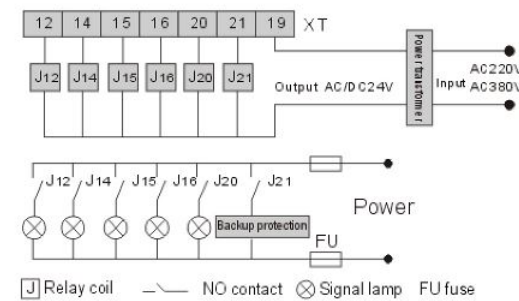 12 14 15 16 20 21 19 XT
J12 J14 J15 J16 J20 J21
Power transformer
Output AC/DC24V
Input
AC220V
AC380V
J12 J14 J15 J16 J20 J21
Power
Backup protection
FU
J Relay coil NO contact Signal lamp FU fuse